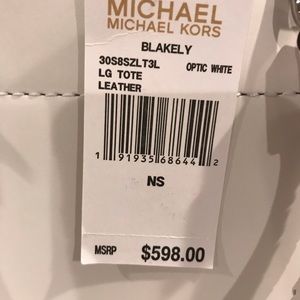 MICHAEL
MICHAEL KORS
BLAKELY
30S8SZLT3L OPTIC WHITE
LG TOTE
LEATHER
1 91935 68644 2
NS
MSRP $598.00